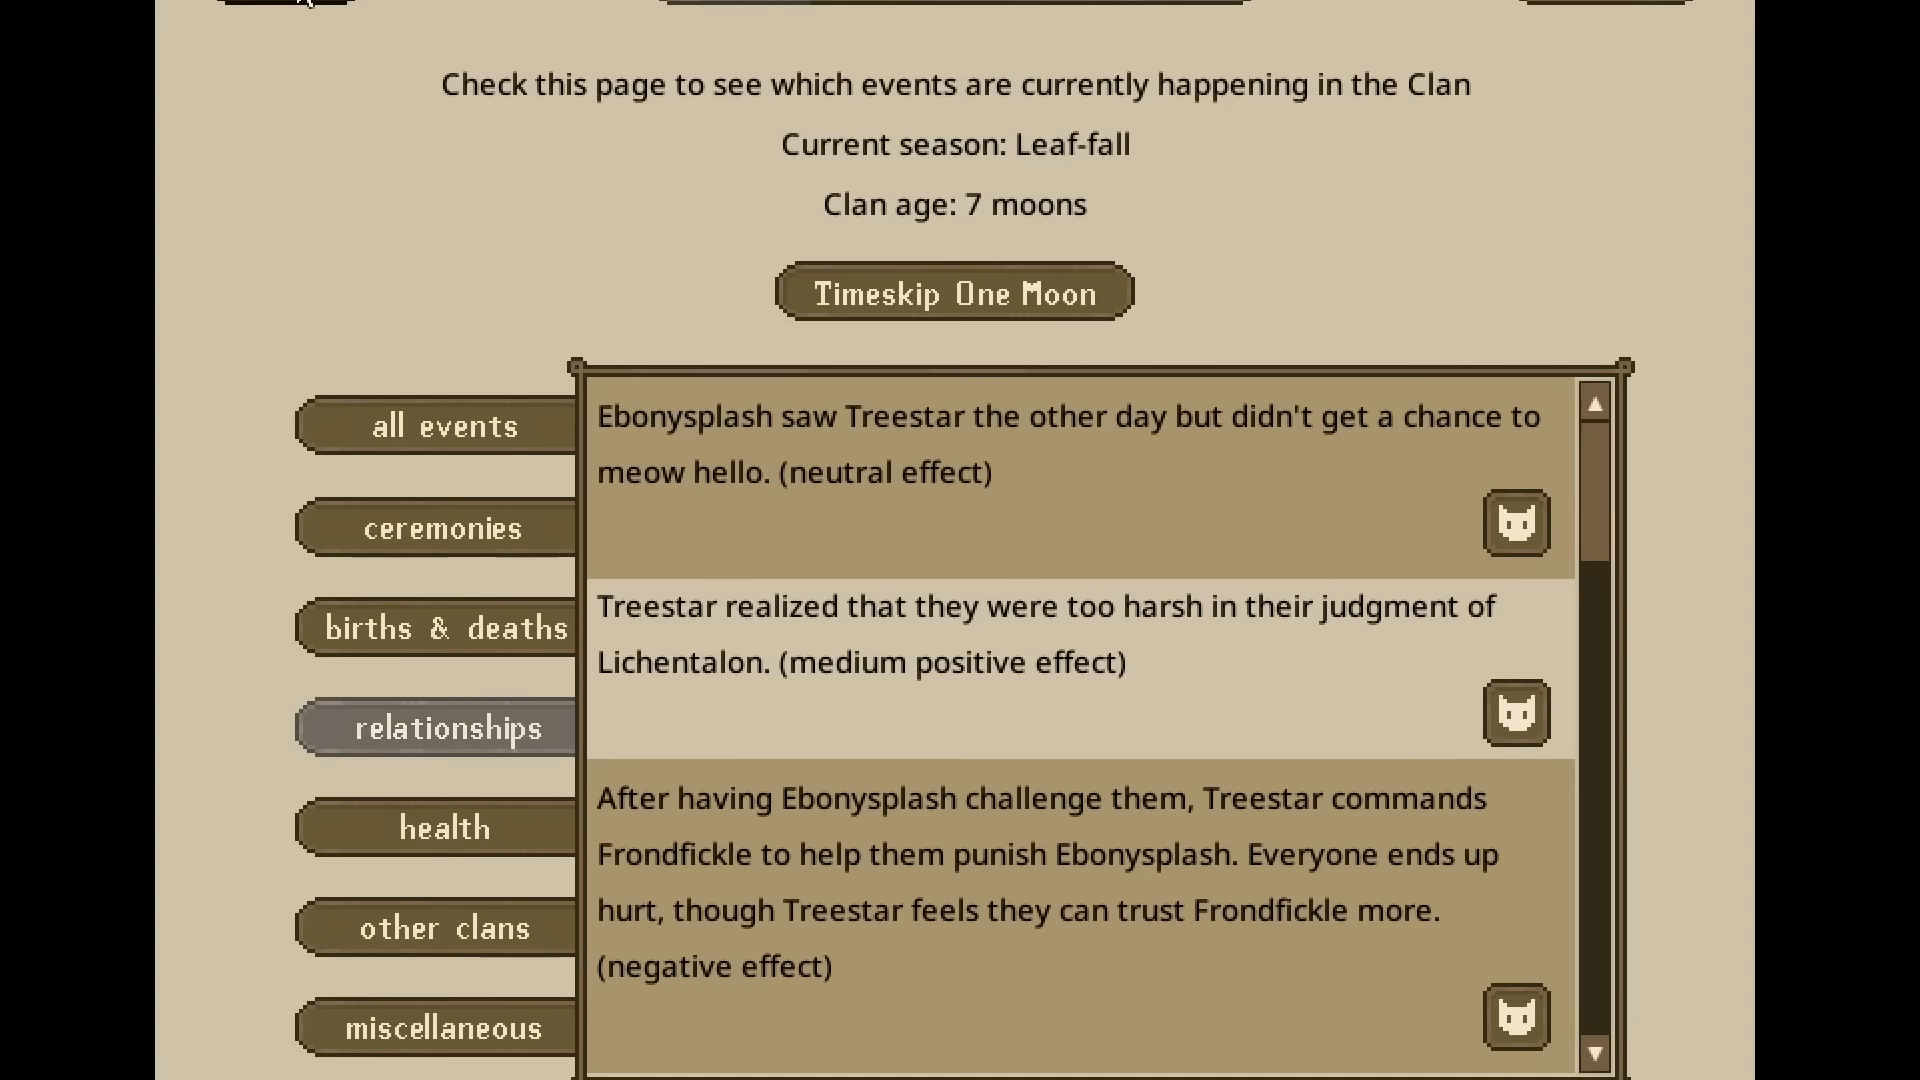 Check this page to see which events are currently happening in the Clan
Current season: Leaf-fall
Clan age: 7 moons
Timeskip One Moon
all events
ceremonies
births & deaths
relationships
health
other clans
miscellaneous
Ebonysplash saw Treestar the other day but didn't get a chance to
meow hello. (neutral effect)
Treestar realized that they were too harsh in their judgment of
Lichentalon. (medium positive effect)
After having Ebonysplash challenge them, Treestar commands
Frondfickle to help them punish Ebonysplash. Everyone ends up
hurt, though Treestar feels they can trust Frondfickle more.
(negative effect)